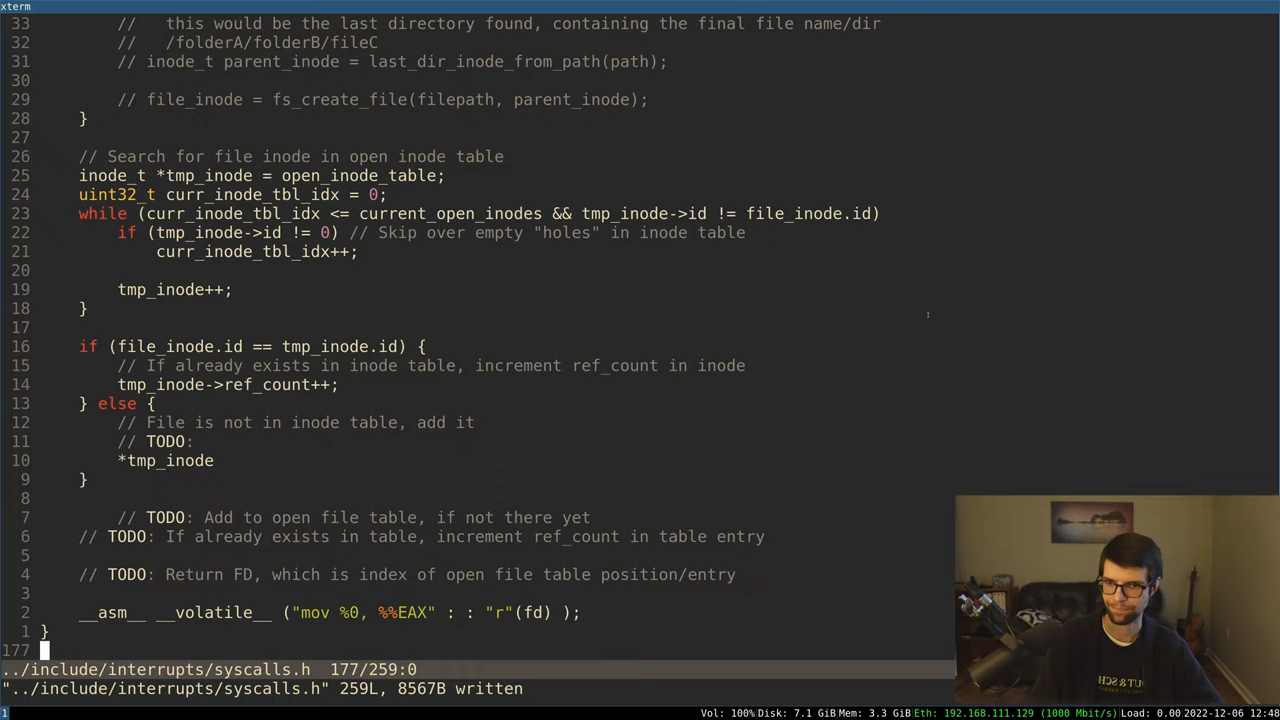 xterm
33 //   this would be the last directory found, containing the final file name/dir
32 //   /folderA/folderB/fileC
31 // inode_t parent_inode = last_dir_inode_from_path(path);
30
29 // file_inode = fs_create_file(filepath, parent_inode);
28 }
27
26 // Search for file inode in open inode table
25 inode_t *tmp_inode = open_inode_table;
24 uint32_t curr_inode_tbl_idx = 0;
23 while (curr_inode_tbl_idx <= current_open_inodes && tmp_inode->id != file_inode.id)
22 if (tmp_inode->id != 0) // Skip over empty "holes" in inode table
21 curr_inode_tbl_idx++;
20
19 tmp_inode++;
18 }
17
16 if (file_inode.id == tmp_inode.id) {
15 // If already exists in inode table, increment ref_count in inode
14 tmp_inode->ref_count++;
13 } else {
12 // File is not in inode table, add it
11 // TODO:
10 *tmp_inode
9 }
8
7 // TODO: Add to open file table, if not there yet
6 // TODO: If already exists in table, increment ref_count in table entry
5
4 // TODO: Return FD, which is index of open file table position/entry
3
2 __asm__ __volatile__ ("mov %0, %%EAX" : : "r"(fd) );
1 }
177
../include/interrupts/syscalls.h  177/259:0
"../include/interrupts/syscalls.h" 259L, 8567B written
1 Vol: 100% Disk: 7.1 GiB Mem: 3.3 GiB Eth: 192.168.111.129 (1000 Mbit/s) Load: 0.00 2022-12-06 12:48